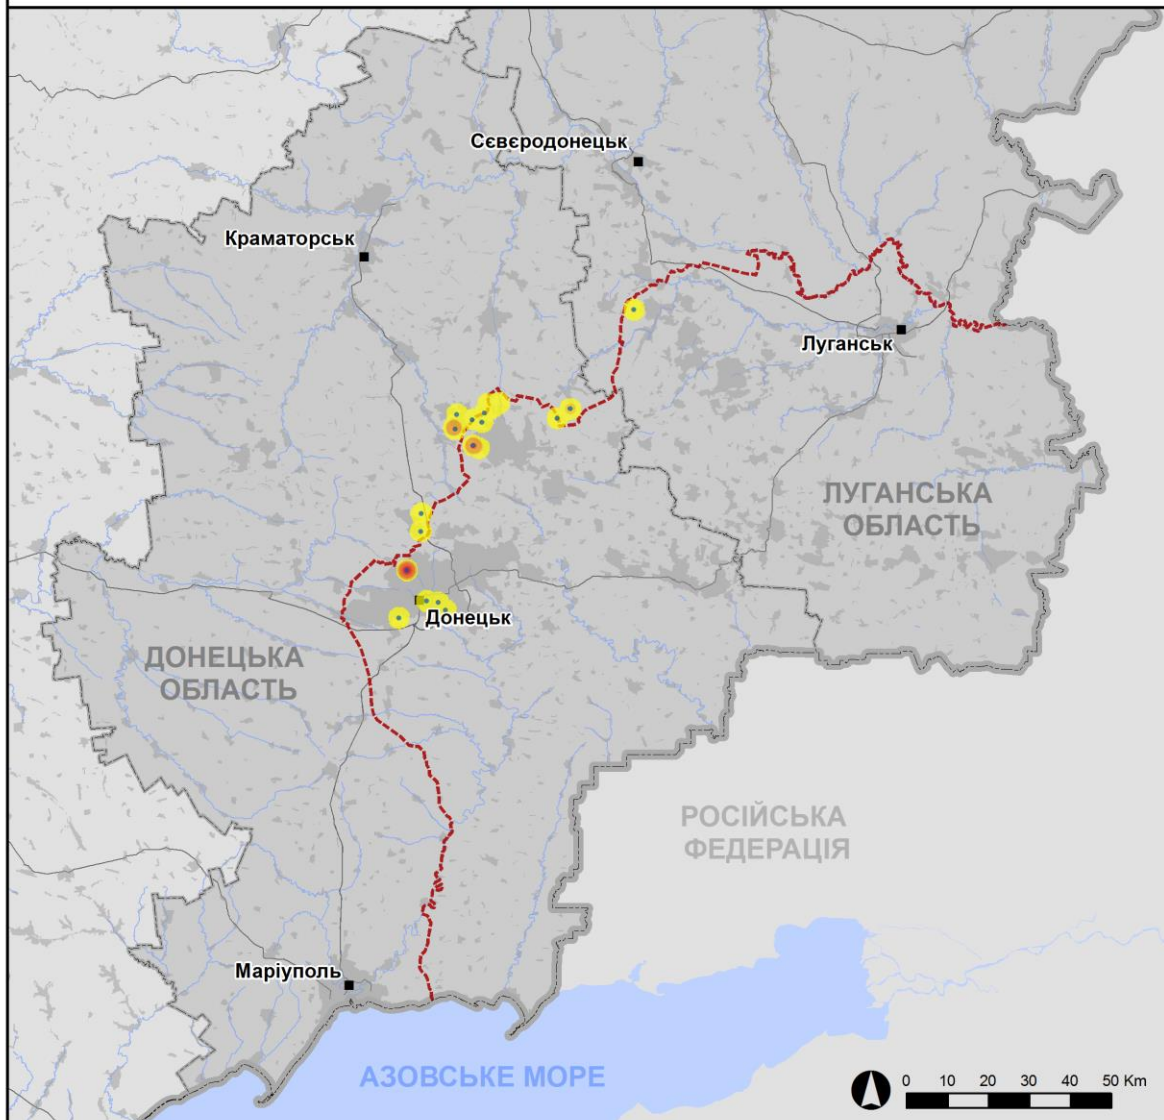 Сєвєродонецьк
Краматорськ
Луганськ
ЛУГАНСЬКА
ОБЛАСТЬ
Донецьк
ДОНЕЦЬКА
ОБЛАСТЬ
РОСІЙСЬКА
ФЕДЕРАЦІЯ
Маріуполь
АЗОВСЬКЕ МОРЕ
0 10 20 30 40 50 Km